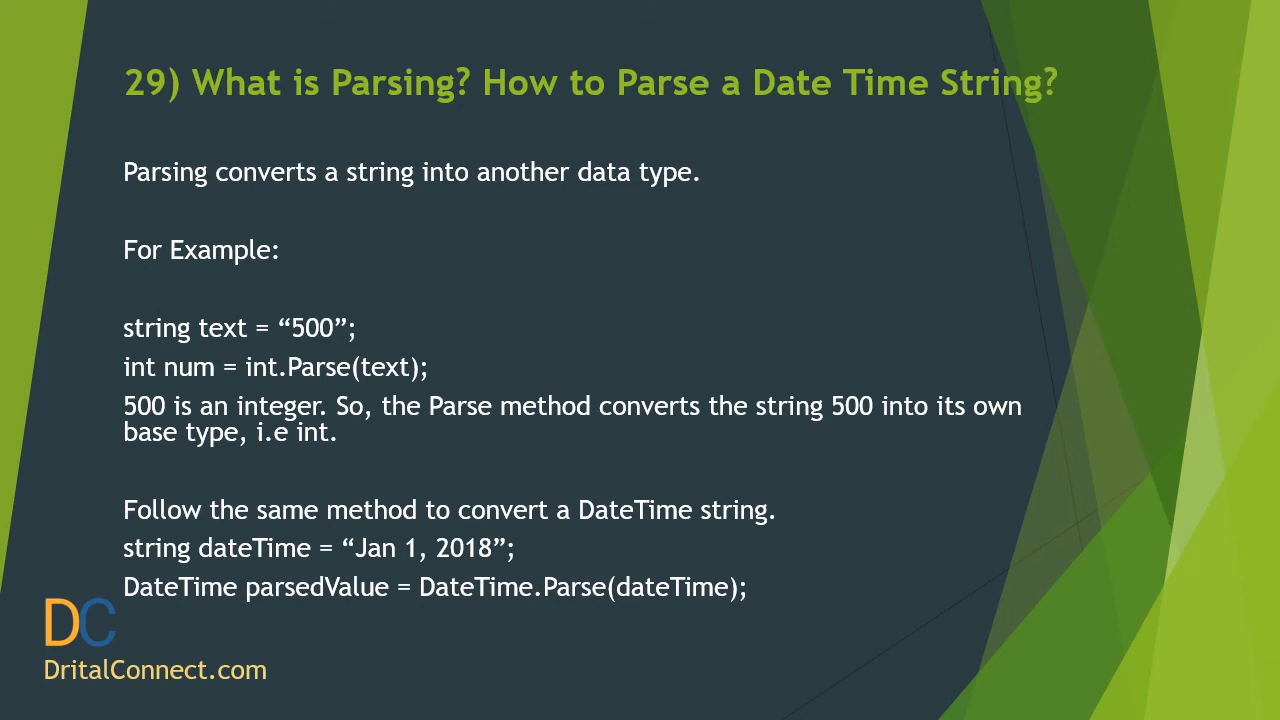 29) What is Parsing? How to Parse a Date Time String?
Parsing converts a string into another data type.
For Example:
string text = “500”;
int num = int.Parse(text);
500 is an integer. So, the Parse method converts the string 500 into its own
base type, i.e int.
Follow the same method to convert a DateTime string.
string dateTime = “Jan 1, 2018”;
DateTime parsedValue = DateTime.Parse(dateTime);
DC
DritalConnect.com